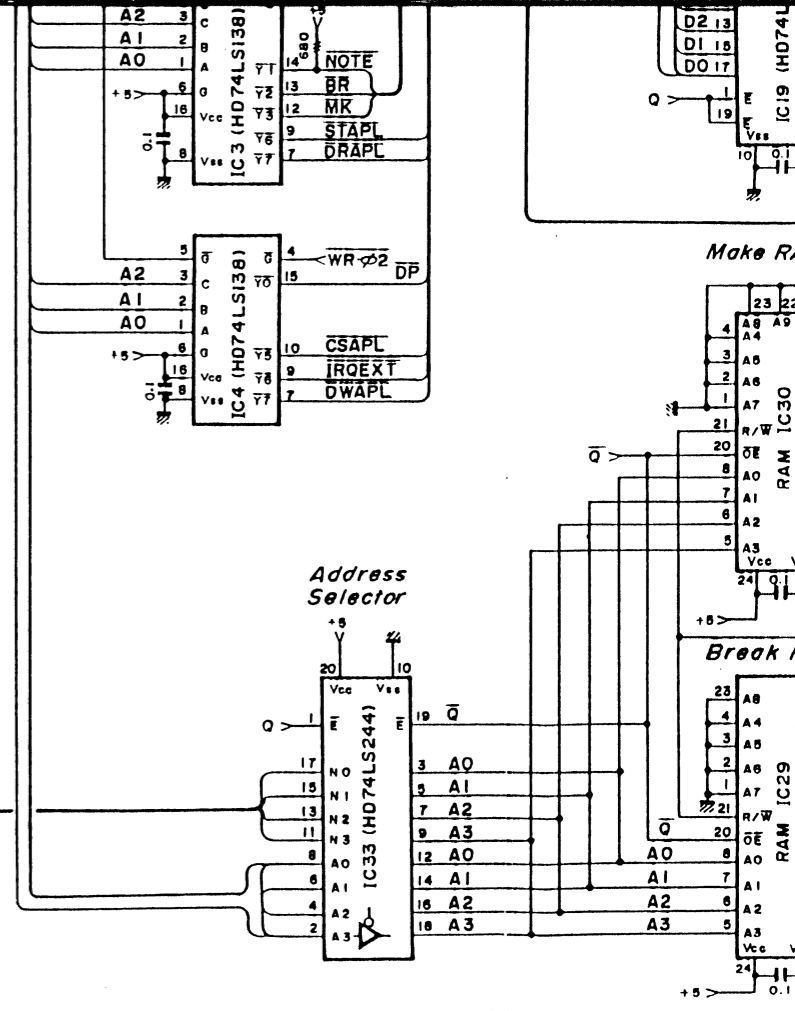 A2 3 C
A1 2 B
A0 1 A
+5 6 G
16 Vcc
0.1
8 Vss
IC3 (HD74LS138)
680
Y1 14 NOTE
Y2 13 BR
Y3 12 MK
Y6 9 STAPL
Y7 7 DRAPL
D2 13
D1 15
D0 17
Q 1 E
19 E
Vss
10 0.1
IC19 (HD74L
5 G
A2 3 C
A1 2 B
A0 1 A
+5 6 G
16 Vcc
0.1
8 Vss
IC4 (HD74LS138)
G 4 WR·φ2
Y0 15 DP
Y5 10 CSAPL
Y6 9 IRQEXT
Y7 7 DWAPL
Make RA
23 22
A8 A9
4 A4
3 A5
2 A6
1 A7
21 R/W
Q 20 OE
8 A0
7 A1
6 A2
5 A3
Vcc
24 0.1
+5
RAM IC30
Address
Selector
+5
20 10
Vcc Vss
Q 1 E
E 19 Q
17 N0
15 N1
13 N2
11 N3
8 A0
6 A1
4 A2
2 A3
IC33 (HD74LS244)
3 A0
5 A1
7 A2
9 A3
12 A0
14 A1
16 A2
18 A3
Break
23 A8
4 A4
3 A5
2 A6
1 A7
21 R/W
Q 20 OE
A0 8 A0
A1 7 A1
A2 6 A2
A3 5 A3
Vcc
24
+5 0.1
RAM IC29